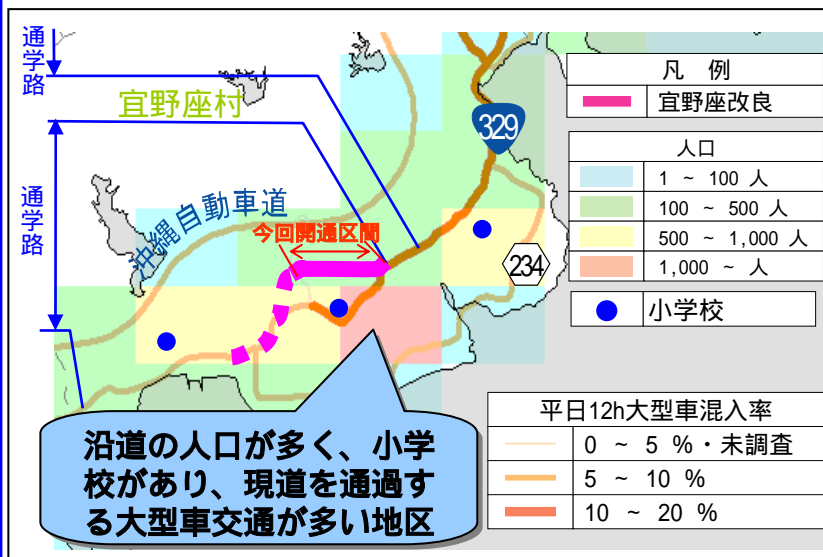 通学路
宜野座村
通学路
沖縄自動車道
今回開通区間
329
234
沿道の人口が多く、小学
校があり、現道を通過す
る大型車交通が多い地区
凡 例
宜野座改良
人口
1 ~ 100 人
100 ~ 500 人
500 ~ 1,000 人
1,000 ~ 人
小学校
平日12h大型車混入率
0 ~ 5 %・未調査
5 ~ 10 %
10 ~ 20 %